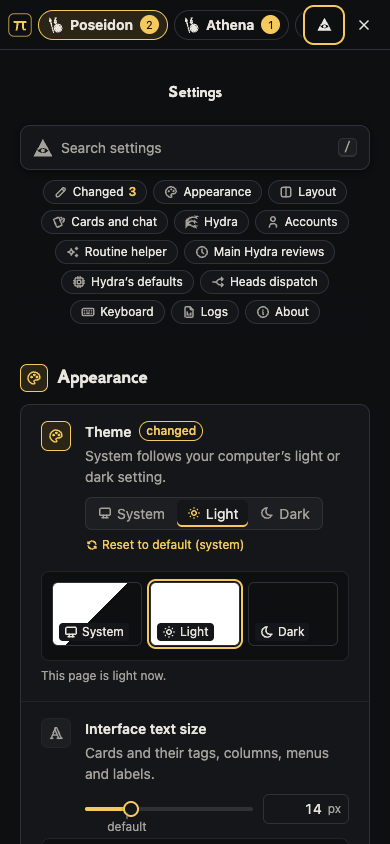 π Poseidon 2 Athena 1
Settings
Search settings /
Changed 3 Appearance Layout
Cards and chat Hydra Accounts
Routine helper Main Hydra reviews
Hydra's defaults Heads dispatch
Keyboard Logs About
Appearance
Theme changed
System follows your computer's light or
dark setting.
System Light Dark
Reset to default (system)
System Light Dark
This page is light now.
A Interface text size
Cards and their tags, columns, menus
and labels.
14 px
default